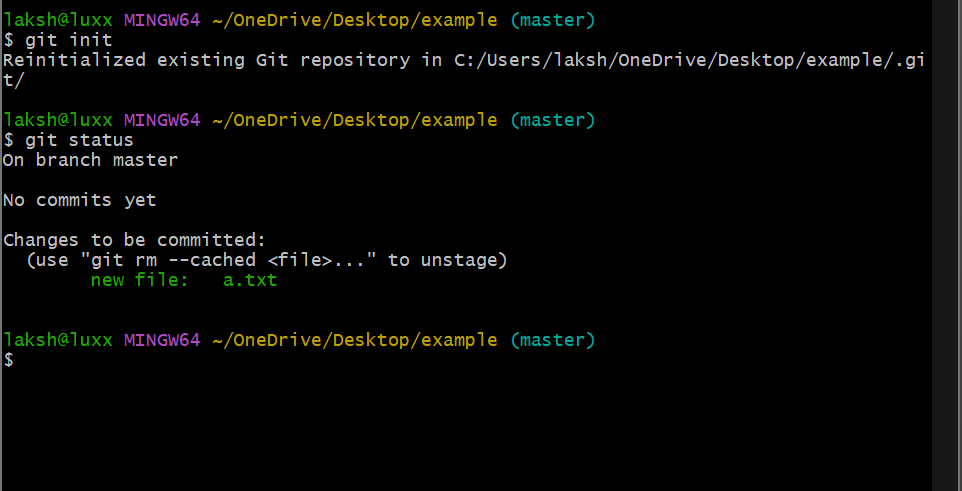 laksh@luxx MINGW64 ~/OneDrive/Desktop/example (master)
$ git init
Reinitialized existing Git repository in C:/Users/laksh/OneDrive/Desktop/example/.gi
t/
laksh@luxx MINGW64 ~/OneDrive/Desktop/example (master)
$ git status
On branch master
No commits yet
Changes to be committed:
  (use "git rm --cached <file>..." to unstage)
        new file:   a.txt
laksh@luxx MINGW64 ~/OneDrive/Desktop/example (master)
$